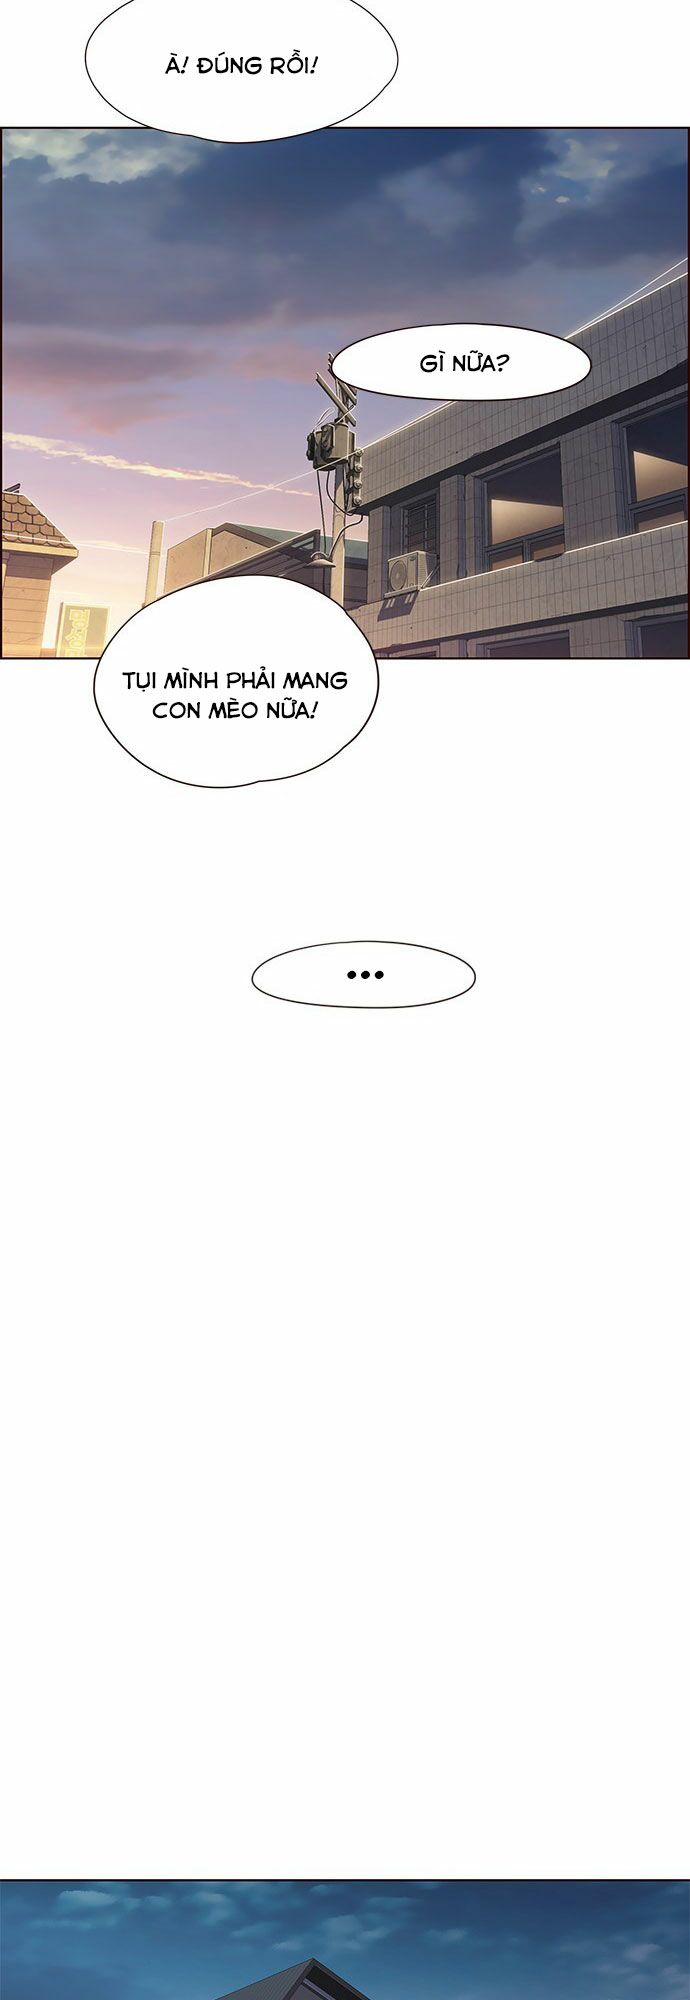 À! ĐÚNG RỒI!
GÌ NỮA?
TỤI MÌNH PHẢI MANG
CON MÈO NỮA!
...